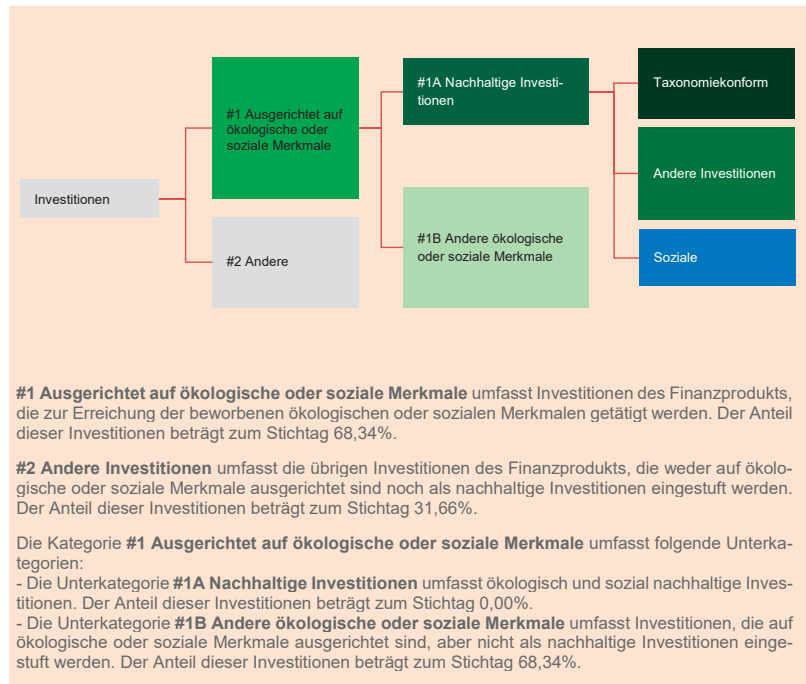 Investitionen
#1 Ausgerichtet auf
ökologische oder
soziale Merkmale
#2 Andere
#1A Nachhaltige Investi-
tionen
#1B Andere ökologische
oder soziale Merkmale
Taxonomiekonform
Andere Investitionen
Soziale
#1 Ausgerichtet auf ökologische oder soziale Merkmale umfasst Investitionen des Finanzprodukts,
die zur Erreichung der beworbenen ökologischen oder sozialen Merkmalen getätigt werden. Der Anteil
dieser Investitionen beträgt zum Stichtag 68,34%.
#2 Andere Investitionen umfasst die übrigen Investitionen des Finanzprodukts, die weder auf ökolo-
gische oder soziale Merkmale ausgerichtet sind noch als nachhaltige Investitionen eingestuft werden.
Der Anteil dieser Investitionen beträgt zum Stichtag 31,66%.
Die Kategorie #1 Ausgerichtet auf ökologische oder soziale Merkmale umfasst folgende Unterka-
tegorien:
- Die Unterkategorie #1A Nachhaltige Investitionen umfasst ökologisch und sozial nachhaltige Inves-
titionen. Der Anteil dieser Investitionen beträgt zum Stichtag 0,00%.
- Die Unterkategorie #1B Andere ökologische oder soziale Merkmale umfasst Investitionen, die auf
ökologische oder soziale Merkmale ausgerichtet sind, aber nicht als nachhaltige Investitionen einge-
stuft werden. Der Anteil dieser Investitionen beträgt zum Stichtag 68,34%.